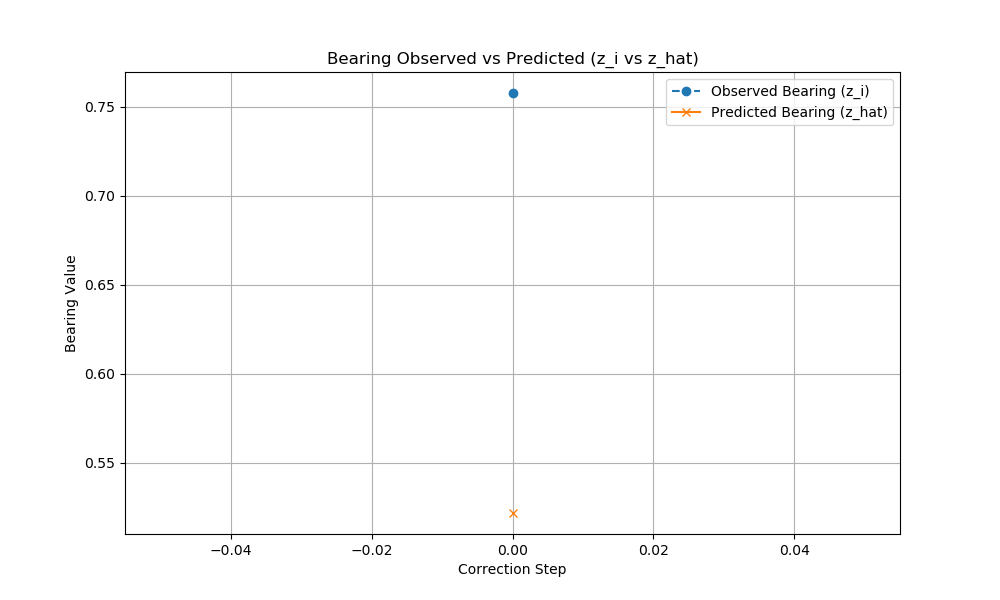 Bearing Observed vs Predicted (z_i vs z_hat)
Observed Bearing (z_i)
Predicted Bearing (z_hat)
Bearing Value
0.75
0.70
0.65
0.60
0.55
−0.04
−0.02
0.00
0.02
0.04
Correction Step